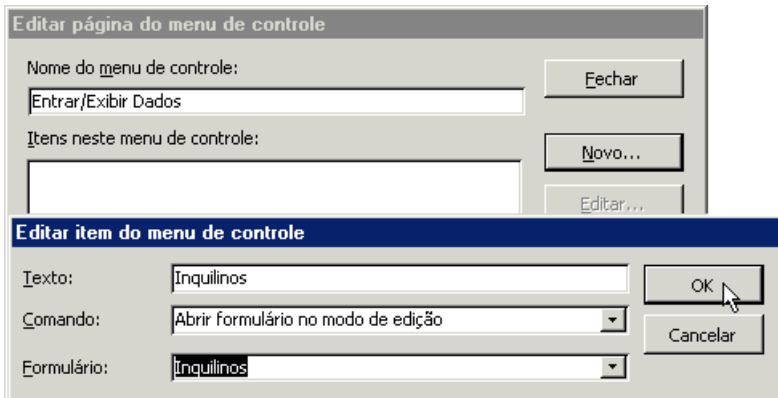 Editar página do menu de controle
Nome do menu de controle:
Fechar
Entrar/Exibir Dados
Itens neste menu de controle:
Novo...
Editar...
Editar item do menu de controle
Texto:
Inquilinos
OK
Comando:
Abrir formulário no modo de edição
Cancelar
Formulário:
Inquilinos